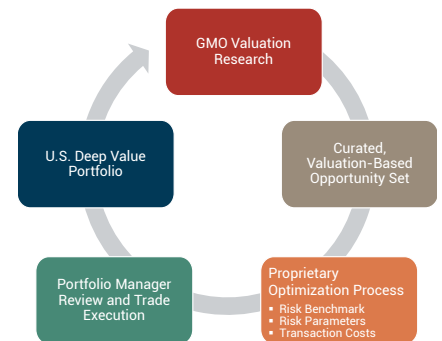 GMO Valuation
Research
Curated,
Valuation-Based
Opportunity Set
Proprietary
Optimization Process
▪ Risk Benchmark
▪ Risk Parameters
▪ Transaction Costs
Portfolio Manager
Review and Trade
Execution
U.S. Deep Value
Portfolio